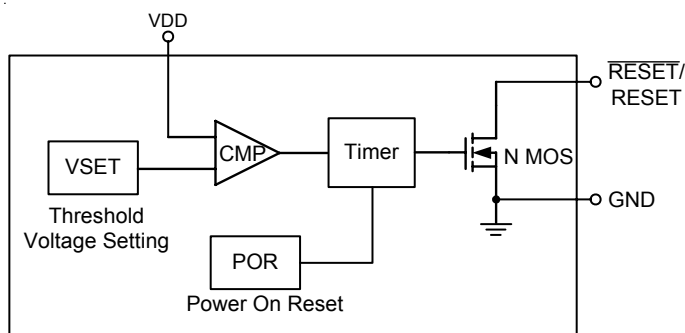 VDD
RESET/
RESET
CMP
Timer
N MOS
VSET
Threshold
Voltage Setting
GND
POR
Power On Reset